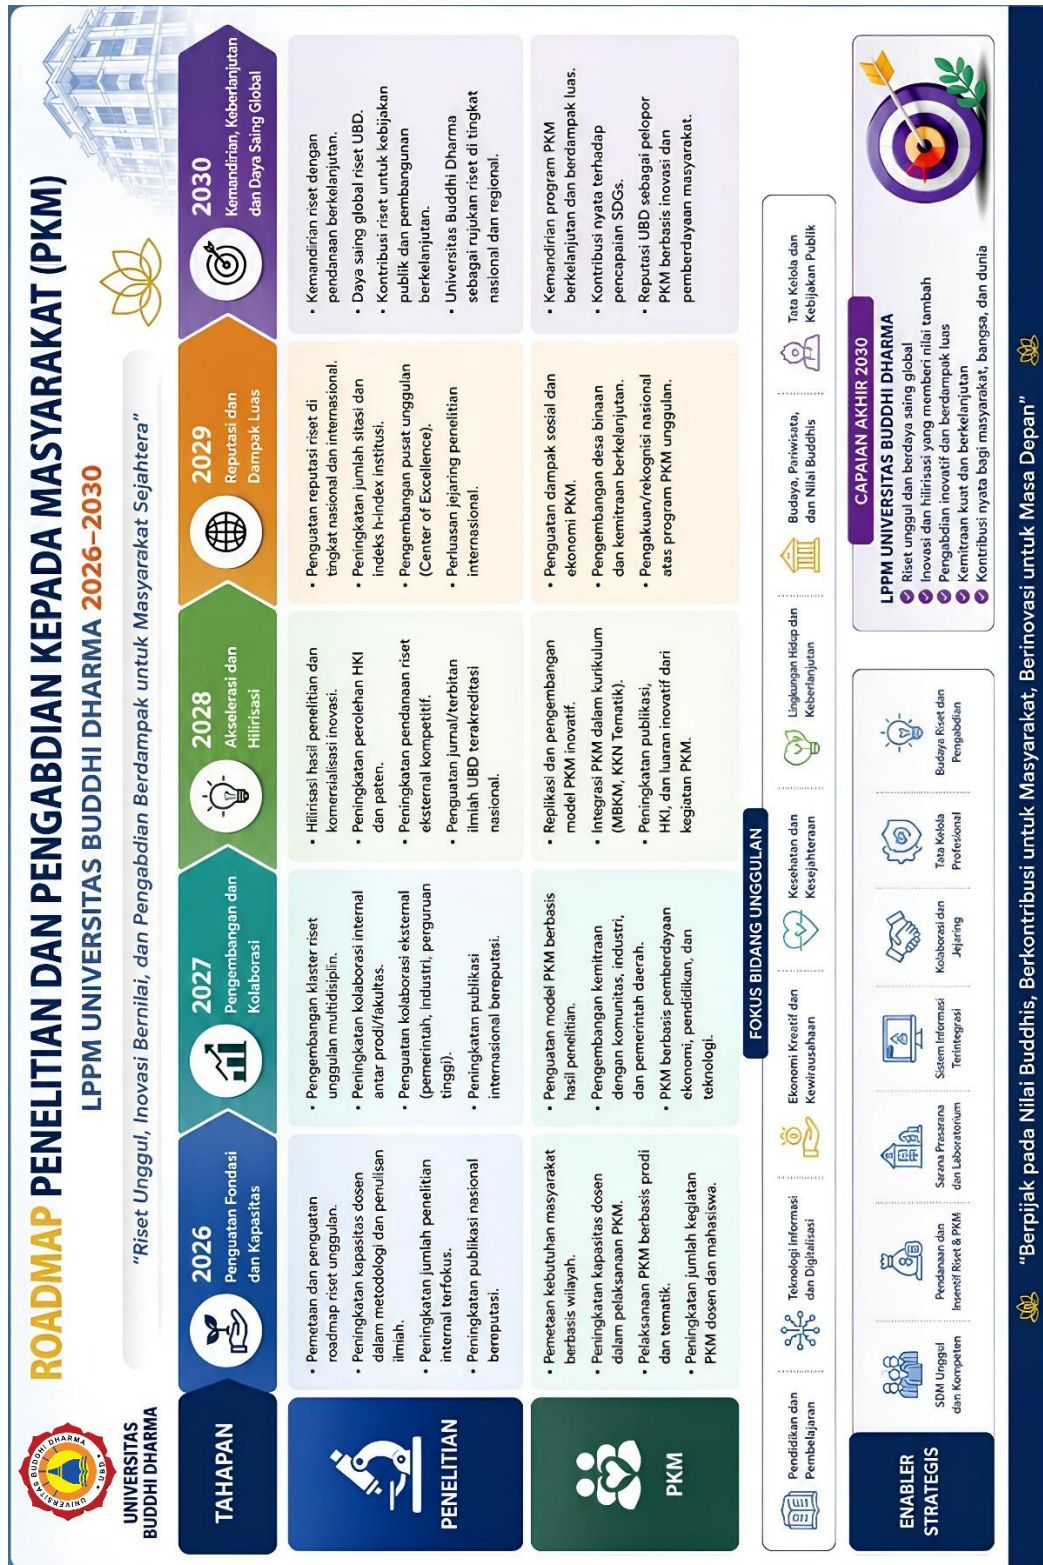 UNIVERSITAS BUDDHI DHARMA
UBD
UNIVERSITAS
BUDDHI DHARMA
ROADMAP PENELITIAN DAN PENGABDIAN KEPADA MASYARAKAT (PKM)
LPPM UNIVERSITAS BUDDHI DHARMA 2026–2030
“Riset Unggul, Inovasi Bernilai, dan Pengabdian Berdampak untuk Masyarakat Sejahtera”
TAHAPAN
2026
Penguatan Fondasi
dan Kapasitas
2027
Pengembangan dan
Kolaborasi
2028
Akselerasi dan
Hilirisasi
2029
Reputasi dan
Dampak Luas
2030
Kemandirian, Keberlanjutan
dan Daya Saing Global
PENELITIAN
• Pemetaan dan penguatan
roadmap riset unggulan.
• Peningkatan kapasitas dosen
dalam metodologi dan penulisan
ilmiah.
• Peningkatan jumlah penelitian
internal terfokus.
• Peningkatan publikasi nasional
bereputasi.
• Pengembangan klaster riset
unggulan multidisiplin.
• Peningkatan kolaborasi internal
antar prodi/fakultas.
• Penguatan kolaborasi eksternal
(pemerintah, industri, perguruan
tinggi).
• Peningkatan publikasi
internasional bereputasi.
• Hilirisasi hasil penelitian dan
komersialisasi inovasi.
• Peningkatan perolehan HKI
dan paten.
• Peningkatan pendanaan riset
eksternal kompetitif.
• Penguatan jurnal/terbitan
ilmiah UBD terakreditasi
nasional.
• Penguatan reputasi riset di
tingkat nasional dan internasional.
• Peningkatan jumlah sitasi dan
indeks h-index institusi.
• Pengembangan pusat unggulan
(Center of Excellence).
• Perluasan jejaring penelitian
internasional.
• Kemandirian riset dengan
pendanaan berkelanjutan.
• Daya saing global riset UBD.
• Kontribusi riset untuk kebijakan
publik dan pembangunan
berkelanjutan.
• Universitas Buddhi Dharma
sebagai rujukan riset di tingkat
nasional dan regional.
PKM
• Pemetaan kebutuhan masyarakat
berbasis wilayah.
• Peningkatan kapasitas dosen
dalam pelaksanaan PKM.
• Pelaksanaan PKM berbasis prodi
dan tematik.
• Peningkatan jumlah kegiatan
PKM dosen dan mahasiswa.
• Penguatan model PKM berbasis
hasil penelitian.
• Pengembangan kemitraan
dengan komunitas, industri,
dan pemerintah daerah.
• PKM berbasis pemberdayaan
ekonomi, pendidikan, dan
teknologi.
• Replikasi dan pengembangan
model PKM inovatif.
• Integrasi PKM dalam kurikulum
(MBKM, KKN Tematik).
• Peningkatan publikasi,
HKI, dan luaran inovatif dari
kegiatan PKM.
• Penguatan dampak sosial dan
ekonomi PKM.
• Pengembangan desa binaan
dan kemitraan berkelanjutan.
• Pengakuan/rekognisi nasional
atas program PKM unggulan.
• Kemandirian program PKM
berkelanjutan dan berdampak luas.
• Kontribusi nyata terhadap
pencapaian SDGs.
• Reputasi UBD sebagai pelopor
PKM berbasis inovasi dan
pemberdayaan masyarakat.
FOKUS BIDANG UNGGULAN
Pendidikan dan
Pembelajaran
Teknologi Informasi
dan Digitalisasi
Ekonomi Kreatif dan
Kewirausahaan
Kesehatan dan
Kesejahteraan
Lingkungan Hidup dan
Keberlanjutan
Budaya, Pariwisata,
dan Nilai Buddhis
Tata Kelola dan
Kebijakan Publik
ENABLER
STRATEGIS
SDM Unggul
dan Kompeten
Pendanaan dan
Insentif Riset & PKM
Sarana Prasarana
dan Laboratorium
Sistem Informasi
Terintegrasi
Kolaborasi dan
Jejaring
Tata Kelola
Profesional
Budaya Riset dan
Pengabdian
CAPAIAN AKHIR 2030
LPPM UNIVERSITAS BUDDHI DHARMA
Riset unggul dan berdaya saing global
Inovasi dan hilirisasi yang memberi nilai tambah
Pengabdian inovatif dan berdampak luas
Kemitraan kuat dan berkelanjutan
Kontribusi nyata bagi masyarakat, bangsa, dan dunia
“Berpijak pada Nilai Buddhis, Berkontribusi untuk Masyarakat, Berinovasi untuk Masa Depan”